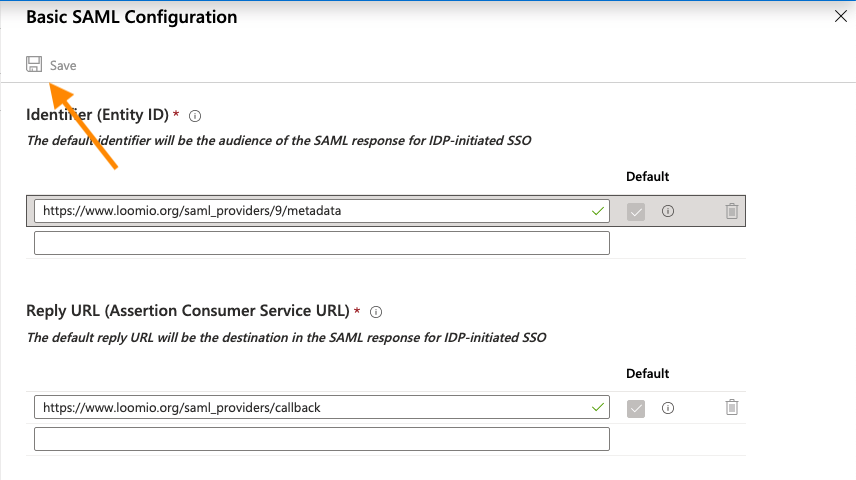 Basic SAML Configuration
Save
Identifier (Entity ID) *
The default identifier will be the audience of the SAML response for IDP-initiated SSO
Default
https://www.loomio.org/saml_providers/9/metadata
Reply URL (Assertion Consumer Service URL) *
The default reply URL will be the destination in the SAML response for IDP-initiated SSO
Default
https://www.loomio.org/saml_providers/callback